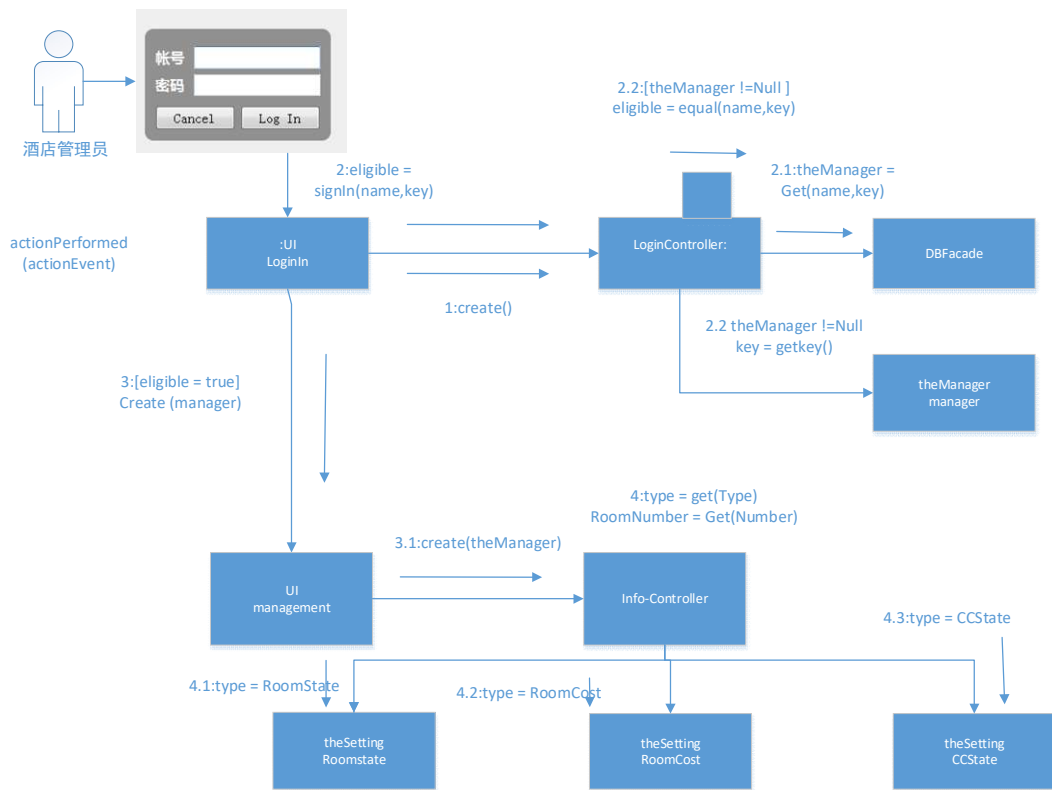 帐号
密码
Cancel
Log In
酒店管理员
2.2:[theManager !=Null ]
eligible = equal(name,key)
2:eligible =
signIn(name,key)
2.1:theManager =
Get(name,key)
actionPerformed
(actionEvent)
:UI
LoginIn
LoginController:
DBFacade
1:create()
2.2 theManager !=Null
key = getkey()
3:[eligible = true]
Create (manager)
theManager
manager
4:type = get(Type)
RoomNumber = Get(Number)
3.1:create(theManager)
UI
management
Info-Controller
4.3:type = CCState
4.1:type = RoomState
4.2:type = RoomCost
theSetting
Roomstate
theSetting
RoomCost
theSetting
CCState